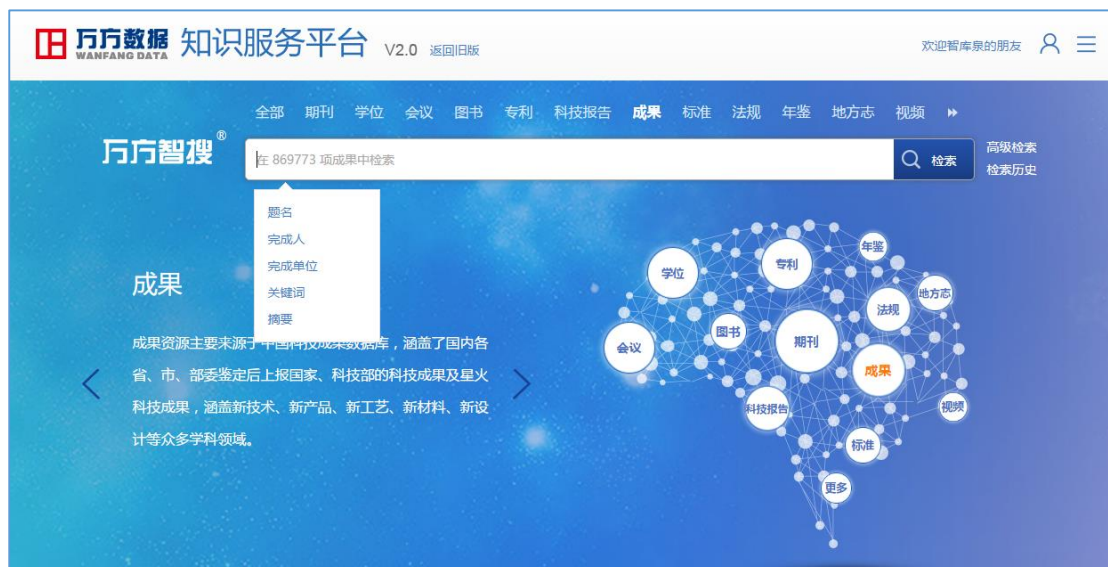 万方数据 知识服务平台 V2.0 返回旧版 欢迎智库泉的朋友
WANFANG DATA
全部 期刊 学位 会议 图书 专利 科技报告 成果 标准 法规 年鉴 地方志 视频
万方智搜®
在 869773 项成果中检索 检索
高级检索
检索历史
题名
完成人
完成单位
关键词
摘要
成果
成果资源主要来源于中国科技成果数据库，涵盖了国内各
省、市、部委鉴定后上报国家、科技部的科技成果及星火
科技成果，涵盖新技术、新产品、新工艺、新材料、新设
计等众多学科领域。
年鉴
专利
学位
地方志
法规
图书
期刊
会议
成果
科技报告
视频
标准
更多